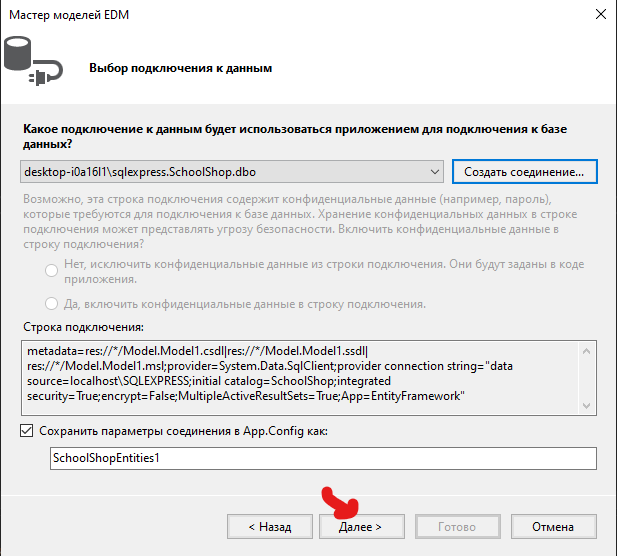 Мастер моделей EDM
Выбор подключения к данным
Какое подключение к данным будет использоваться приложением для подключения к базе
данных?
desktop-i0a16l1\sqlexpress.SchoolShop.dbo
Создать соединение...
Возможно, эта строка подключения содержит конфиденциальные данные (например, пароль),
которые требуются для подключения к базе данных. Хранение конфиденциальных данных в строке
подключения может представлять угрозу безопасности. Включить конфиденциальные данные в
строку подключения?
Нет, исключить конфиденциальные данные из строки подключения. Они будут заданы в коде
приложения.
Да, включить конфиденциальные данные в строку подключения.
Строка подключения:
metadata=res://*/Model.Model1.csdl|res://*/Model.Model1.ssdl|
res://*/Model.Model1.msl;provider=System.Data.SqlClient;provider connection string="data
source=localhost\SQLEXPRESS;initial catalog=SchoolShop;integrated
security=True;encrypt=False;MultipleActiveResultSets=True;App=EntityFramework"
Сохранить параметры соединения в App.Config как:
SchoolShopEntities1
< Назад
Далее >
Готово
Отмена